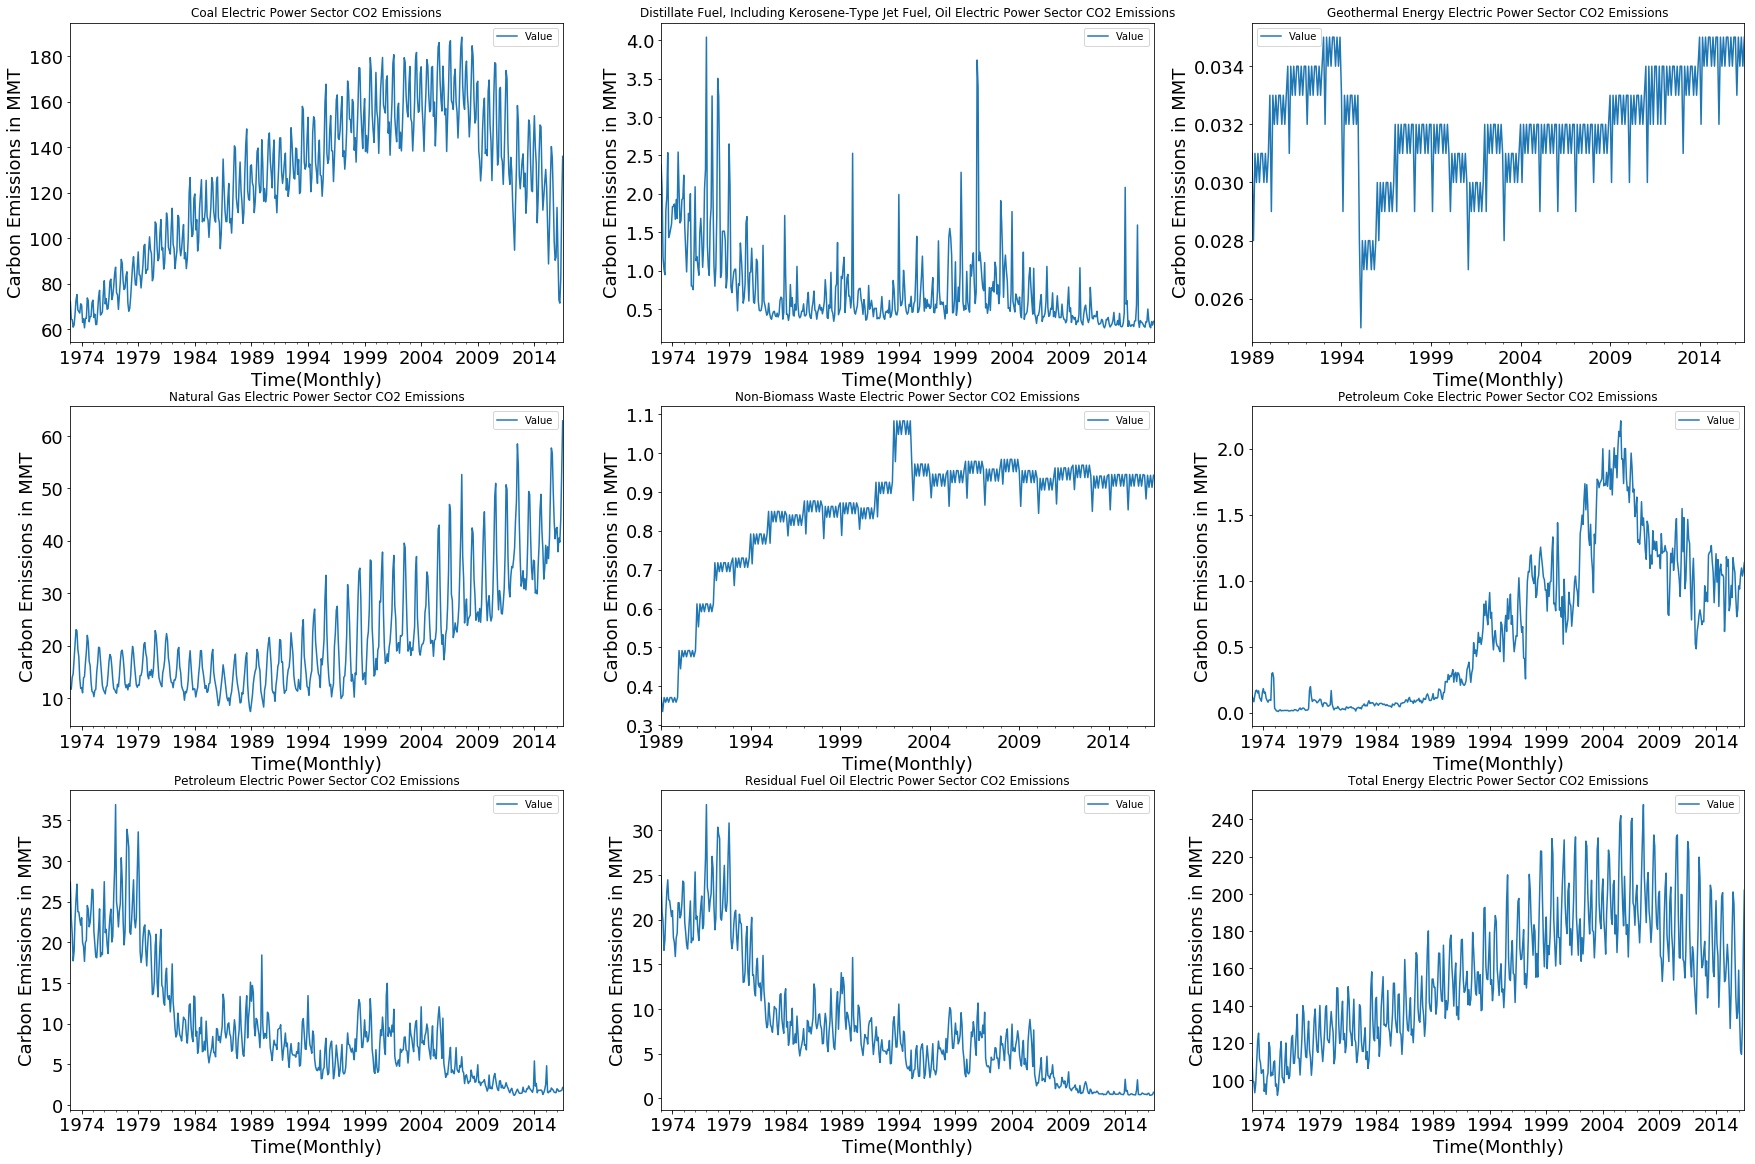 Coal Electric Power Sector CO2 Emissions
Value
Carbon Emissions in MMT
180
160
140
120
100
80
60
1974 1979 1984 1989 1994 1999 2004 2009 2014
Time(Monthly)
Distillate Fuel, Including Kerosene-Type Jet Fuel, Oil Electric Power Sector CO2 Emissions
Value
Carbon Emissions in MMT
4.0
3.5
3.0
2.5
2.0
1.5
1.0
0.5
1974 1979 1984 1989 1994 1999 2004 2009 2014
Time(Monthly)
Geothermal Energy Electric Power Sector CO2 Emissions
Value
Carbon Emissions in MMT
0.034
0.032
0.030
0.028
0.026
1989 1994 1999 2004 2009 2014
Time(Monthly)
Natural Gas Electric Power Sector CO2 Emissions
Value
Carbon Emissions in MMT
60
50
40
30
20
10
1974 1979 1984 1989 1994 1999 2004 2009 2014
Time(Monthly)
Non-Biomass Waste Electric Power Sector CO2 Emissions
Value
Carbon Emissions in MMT
1.1
1.0
0.9
0.8
0.7
0.6
0.5
0.4
0.3
1989 1994 1999 2004 2009 2014
Time(Monthly)
Petroleum Coke Electric Power Sector CO2 Emissions
Value
Carbon Emissions in MMT
2.0
1.5
1.0
0.5
0.0
1974 1979 1984 1989 1994 1999 2004 2009 2014
Time(Monthly)
Petroleum Electric Power Sector CO2 Emissions
Value
Carbon Emissions in MMT
35
30
25
20
15
10
5
0
1974 1979 1984 1989 1994 1999 2004 2009 2014
Time(Monthly)
Residual Fuel Oil Electric Power Sector CO2 Emissions
Value
Carbon Emissions in MMT
30
25
20
15
10
5
0
1974 1979 1984 1989 1994 1999 2004 2009 2014
Time(Monthly)
Total Energy Electric Power Sector CO2 Emissions
Value
Carbon Emissions in MMT
240
220
200
180
160
140
120
100
1974 1979 1984 1989 1994 1999 2004 2009 2014
Time(Monthly)